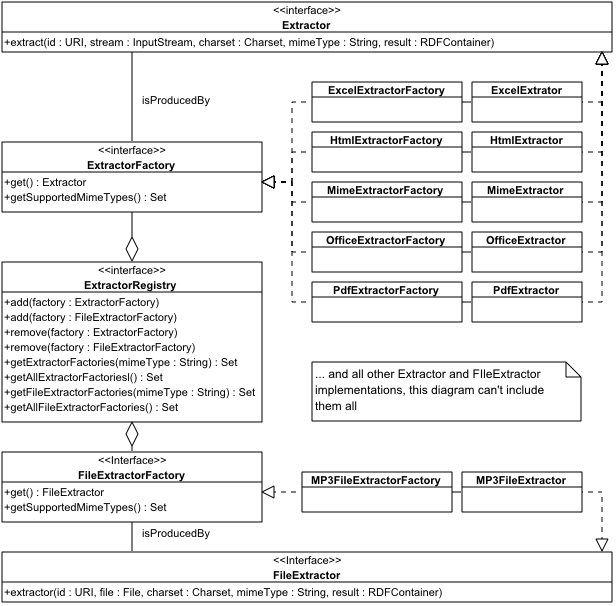 <<interface>>
Extractor
+extract(id : URI, stream : InputStream, charset : Charset, mimeType : String, result : RDFContainer)
isProducedBy
<<interface>>
ExtractorFactory
+get() : Extractor
+getSupportedMimeTypes() : Set
ExcelExtractorFactory
ExcelExtrator
HtmlExtractorFactory
HtmlExtractor
MimeExtractorFactory
MimeExtractor
OfficeExtractorFactory
OfficeExtractor
PdfExtractorFactory
PdfExtractor
<<interface>>
ExtractorRegistry
+add(factory : ExtractorFactory)
+add(factory : FileExtractorFactory)
+remove(factory : ExtractorFactory)
+remove(factory : FileExtractorFactory)
+getExtractorFactories(mimeType : String) : Set
+getAllExtractorFactoriesl() : Set
+getFileExtractorFactories(mimeType : String) : Set
+getAllFileExtractorFactories() : Set
... and all other Extractor and FIleExtractor
implementations, this diagram can't include
them all
<<Interface>>
FileExtractorFactory
+get() : FileExtractor
+getSupportedMimeTypes() : Set
MP3FileExtractorFactory
MP3FileExtractor
isProducedBy
<<Interface>>
FileExtractor
+extractor(id : URI, file : File, charset : Charset, mimeType : String, result : RDFContainer)